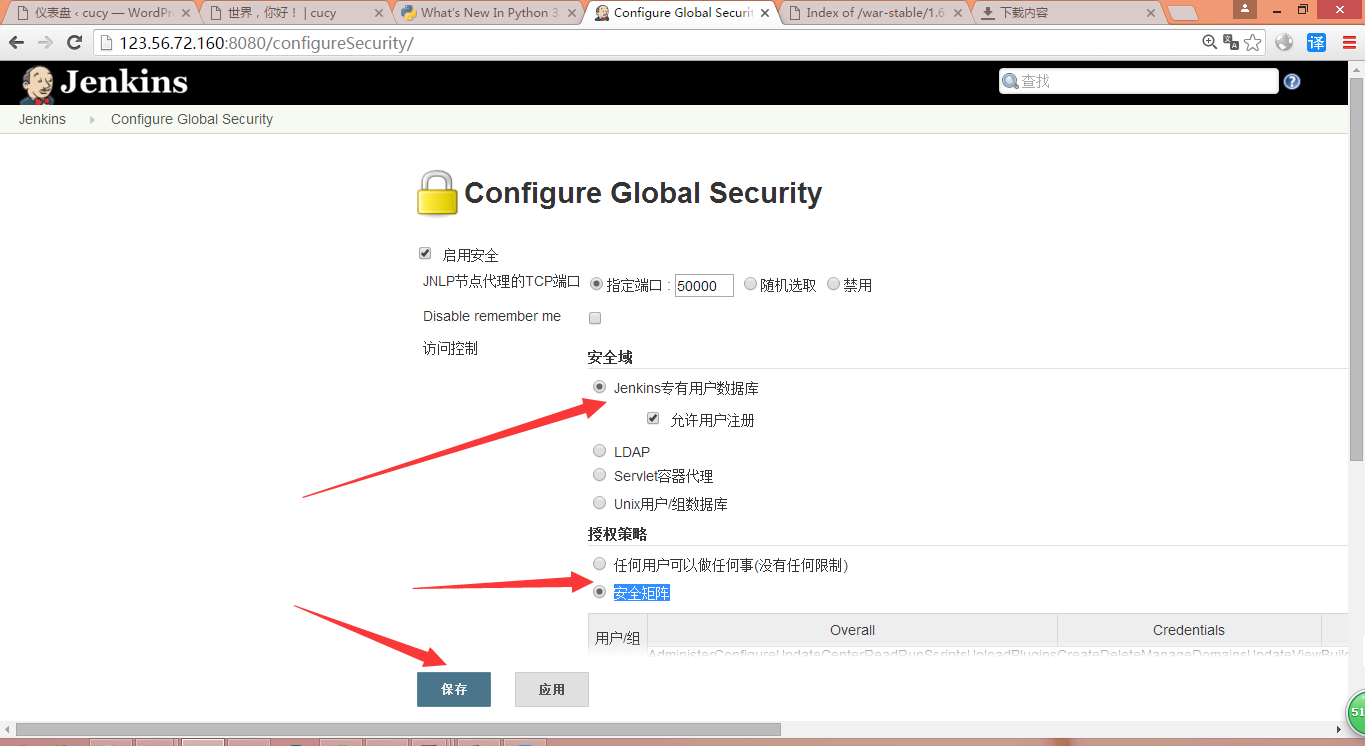 仪表盘 ‹ cucy — WordPr
世界，你好！ | cucy
What's New In Python 3
Configure Global Securit
Index of /war-stable/1.6
下载内容
123.56.72.160:8080/configureSecurity/
译
Jenkins
查找
Jenkins
Configure Global Security
Configure Global Security
启用安全
JNLP节点代理的TCP端口
指定端口 : 50000 随机选取 禁用
Disable remember me
访问控制
安全域
Jenkins专有用户数据库
允许用户注册
LDAP
Servlet容器代理
Unix用户/组数据库
授权策略
任何用户可以做任何事(没有任何限制)
安全矩阵
用户/组 Overall Credentials
AdministerConfigureUpdateCenterReadRunScriptsUploadPluginsCreateDeleteManageDomainsUpdateViewBuild
保存 应用
51